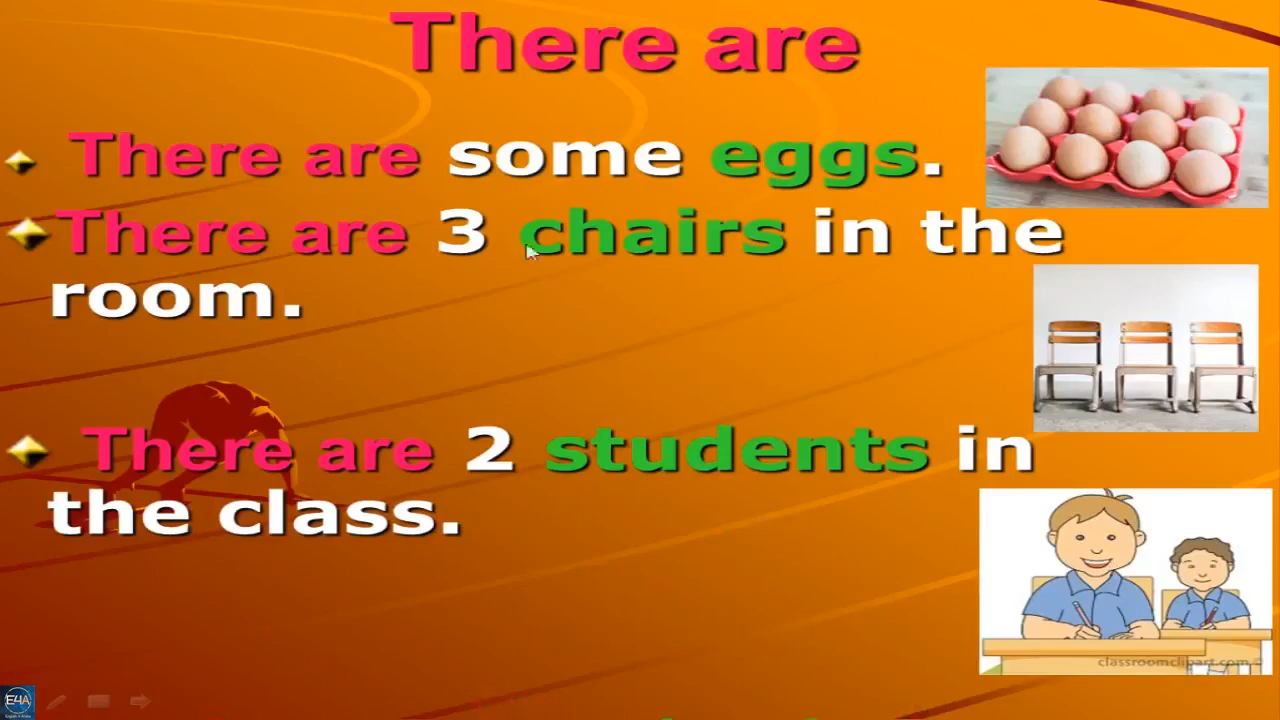 There are
There are some eggs.
There are 3 chairs in the
room.
There are 2 students in
the class.
classroomclipart.com ©
E4A